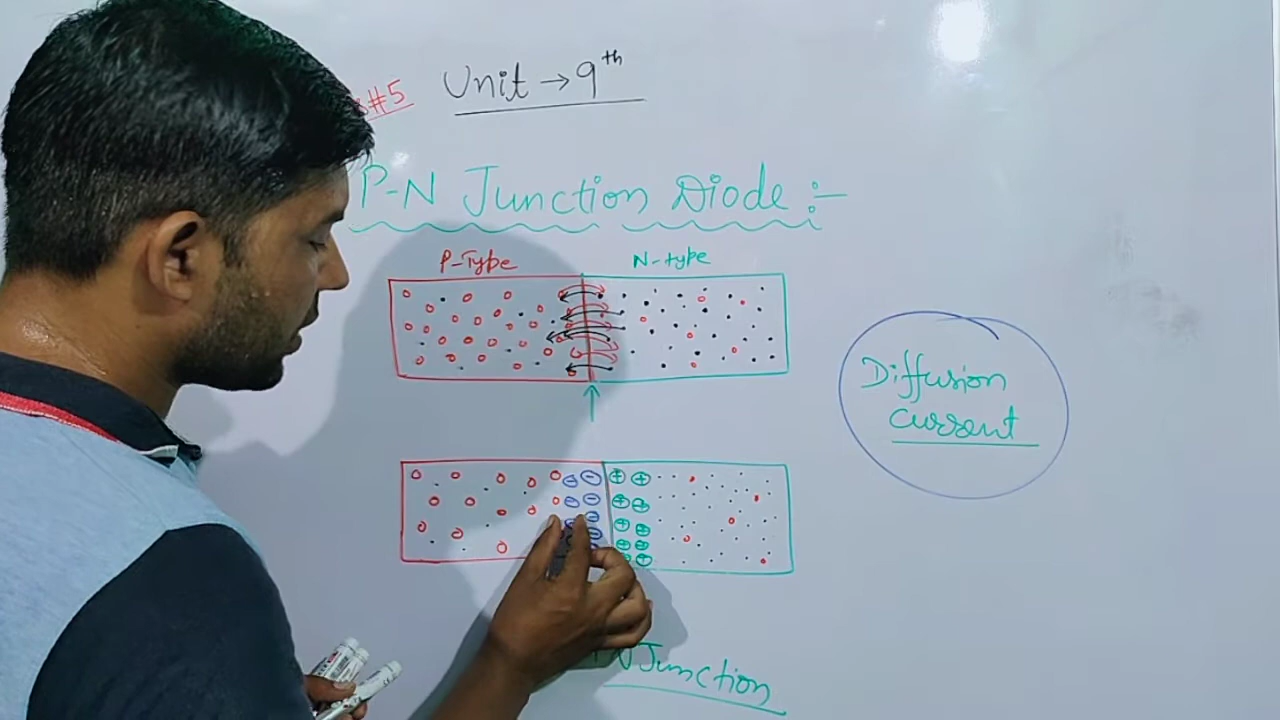 #5
Unit → 9th
P-N Junction Diode :-
P-Type
N-type
Diffusion
current
N Junction